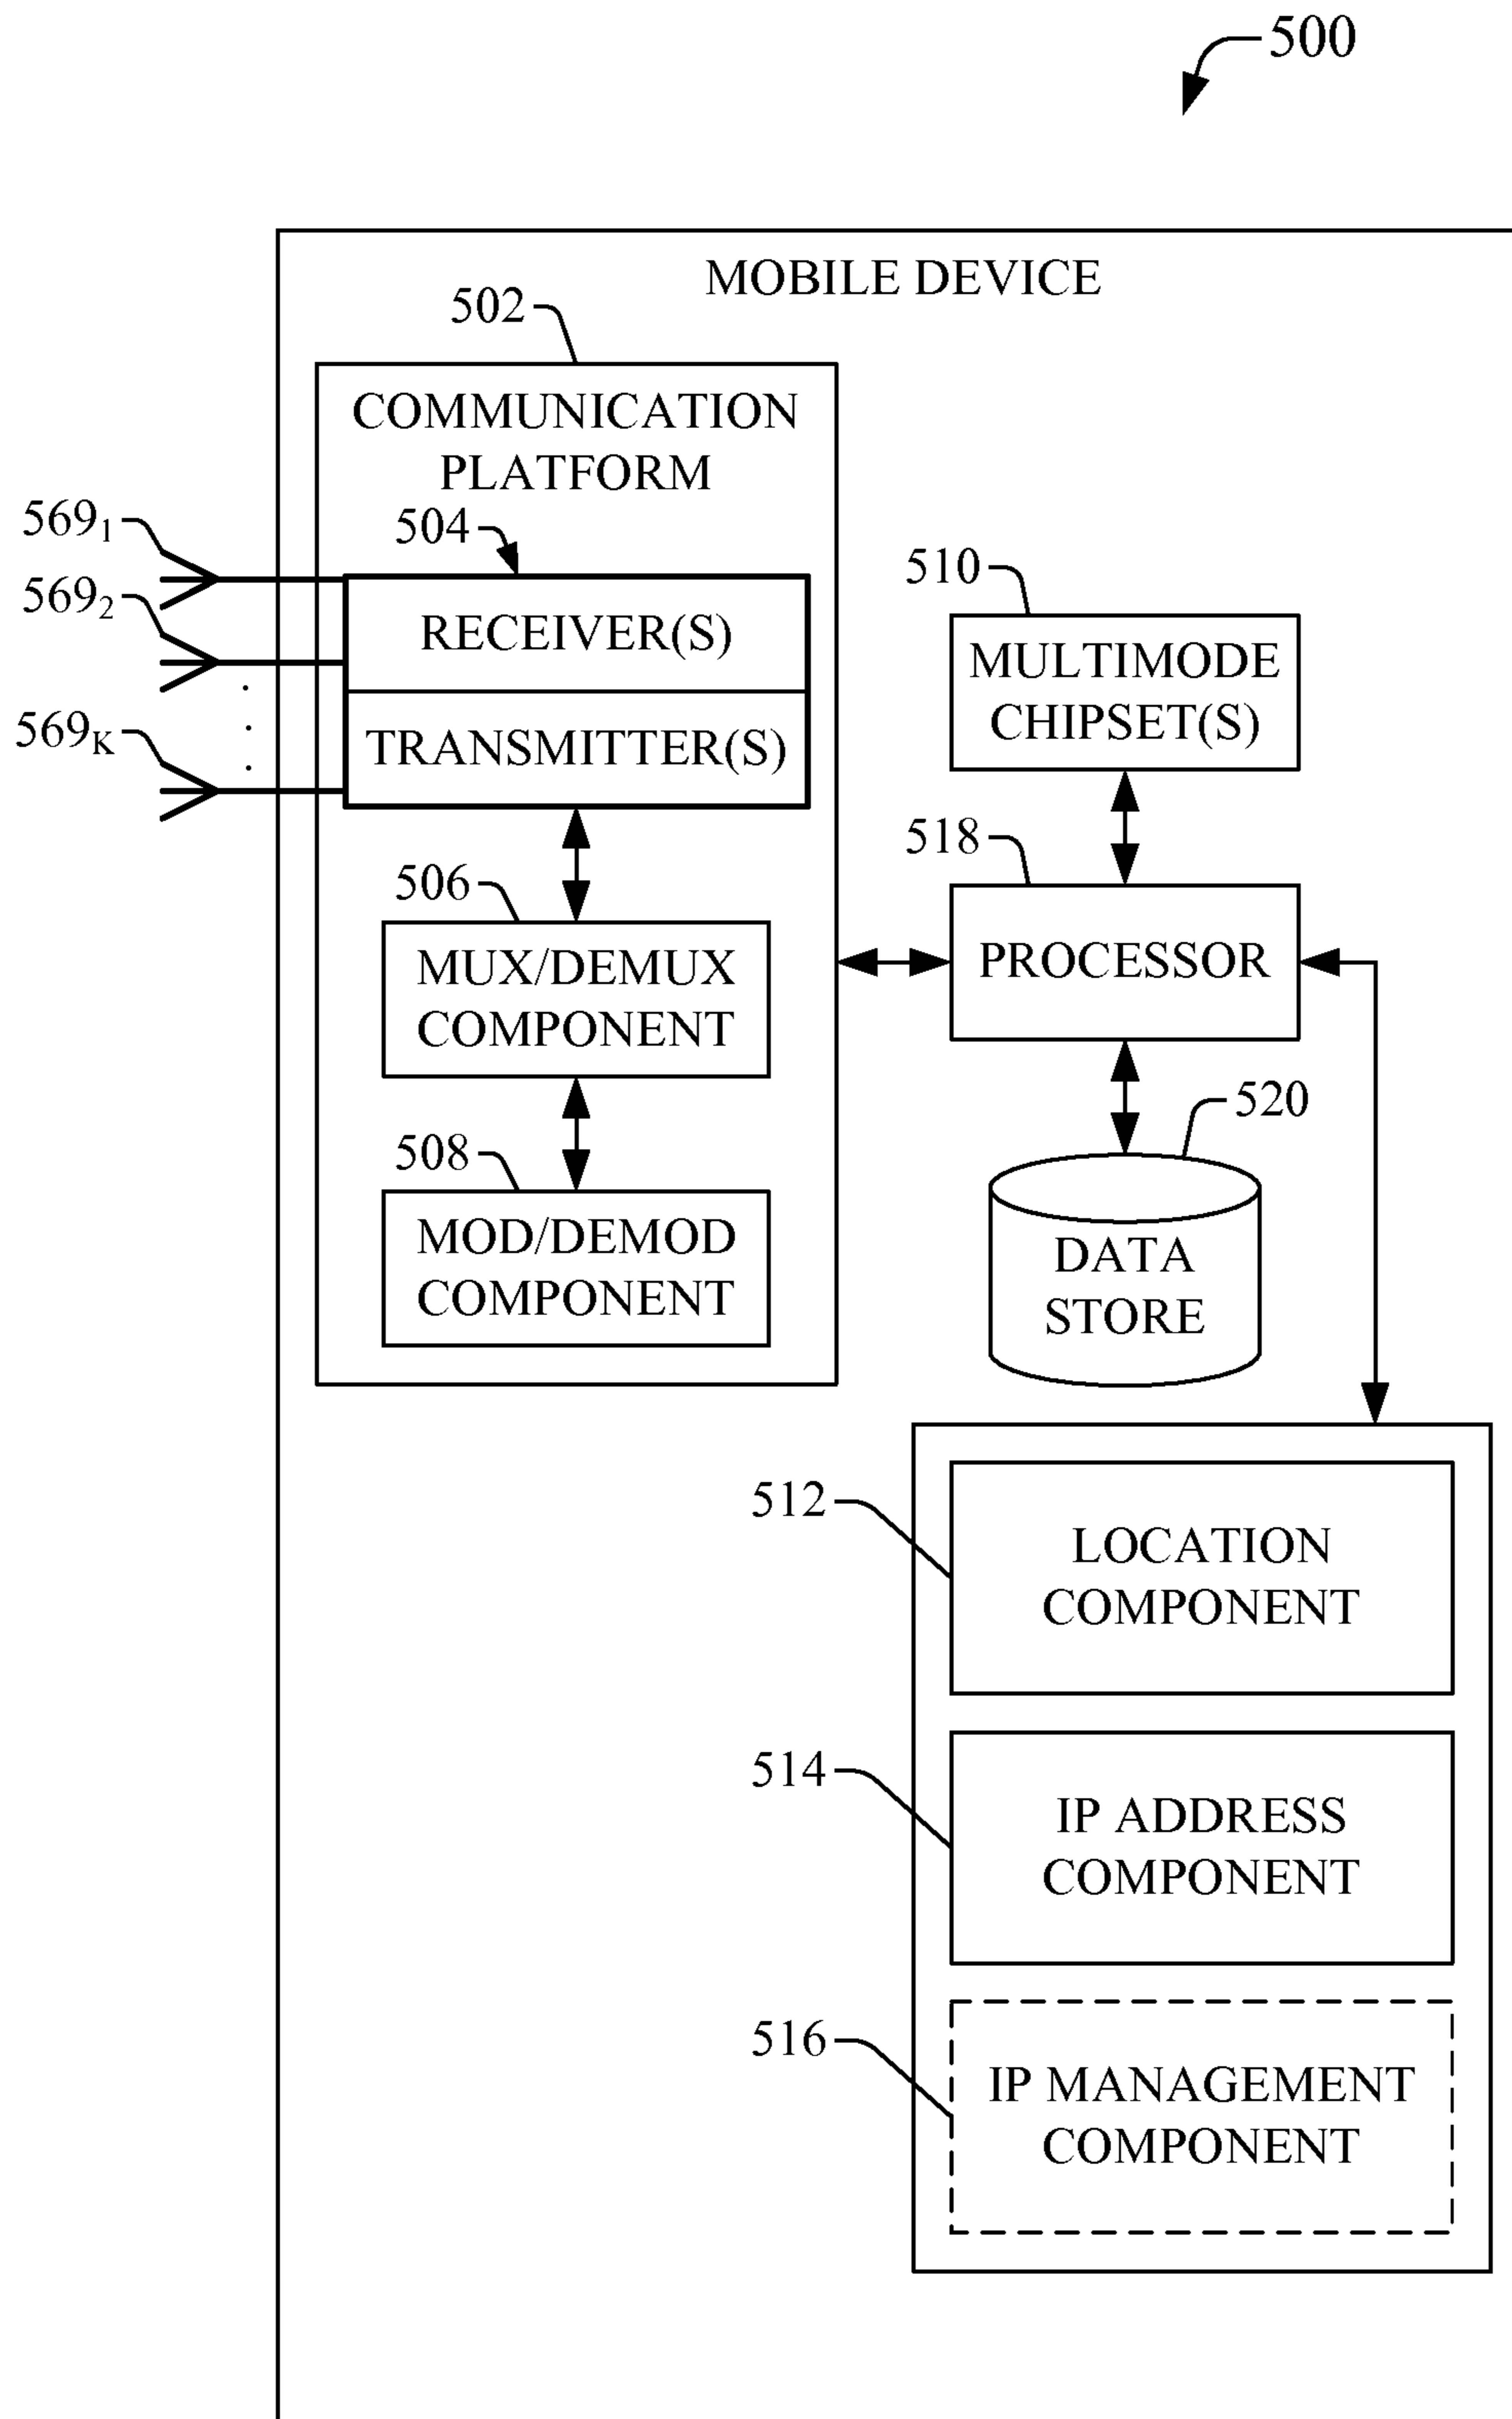 500
MOBILE DEVICE
502
COMMUNICATION
PLATFORM
504
569₁
RECEIVER(S)
569₂
TRANSMITTER(S)
569ₖ
510
MULTIMODE
CHIPSET(S)
518
PROCESSOR
506
MUX/DEMUX
COMPONENT
508
MOD/DEMOD
COMPONENT
520
DATA
STORE
512
LOCATION
COMPONENT
514
IP ADDRESS
COMPONENT
516
IP MANAGEMENT
COMPONENT